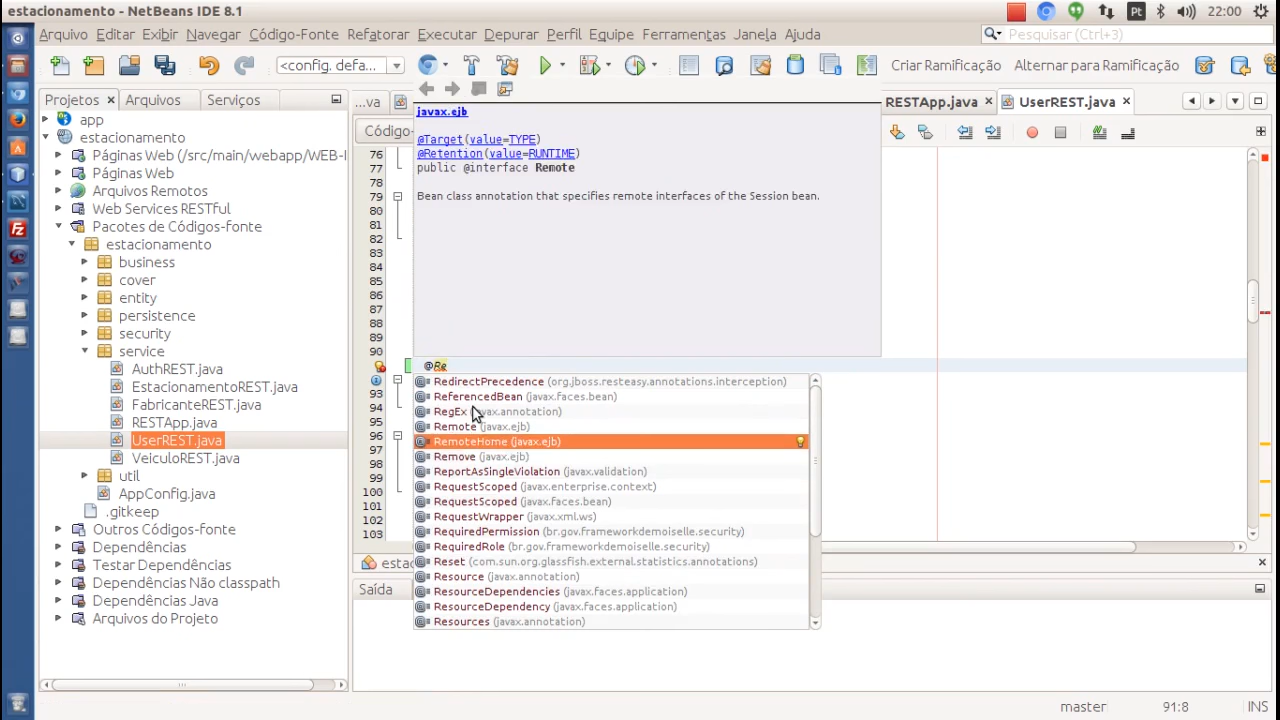 estacionamento - NetBeans IDE 8.1
Pt
22:00
Arquivo Editar Exibir Navegar Código-Fonte Refatorar Executar Depurar Perfil Equipe Ferramentas Janela Ajuda
Pesquisar (Ctrl+3)
<config. defa...
Criar Ramificação
Alternar para Ramificação
Projetos
Arquivos
Serviços
...va
RESTApp.java
UserREST.java
Código-
app
estacionamento
Páginas Web (/src/main/webapp/WEB-I
Páginas Web
Arquivos Remotos
Web Services RESTful
Pacotes de Códigos-fonte
estacionamento
business
cover
entity
persistence
security
service
AuthREST.java
EstacionamentoREST.java
FabricanteREST.java
RESTApp.java
UserREST.java
VeiculoREST.java
util
AppConfig.java
.gitkeep
Outros Códigos-fonte
Dependências
Testar Dependências
Dependências Não classpath
Dependências Java
Arquivos do Projeto
76
77
78
79
80
81
82
83
84
85
86
87
88
89
90
93
94
95
96
97
98
99
100
101
102
103
javax.ejb
@Target(value=TYPE)
@Retention(value=RUNTIME)
public @interface Remote
Bean class annotation that specifies remote interfaces of the Session bean.
@Re
RedirectPrecedence (org.jboss.resteasy.annotations.interception)
ReferencedBean (javax.faces.bean)
RegEx (javax.annotation)
Remote (javax.ejb)
RemoteHome (javax.ejb)
Remove (javax.ejb)
ReportAsSingleViolation (javax.validation)
RequestScoped (javax.enterprise.context)
RequestScoped (javax.faces.bean)
RequestWrapper (javax.xml.ws)
RequiredPermission (br.gov.frameworkdemoiselle.security)
RequiredRole (br.gov.frameworkdemoiselle.security)
Reset (com.sun.org.glassfish.external.statistics.annotations)
Resource (javax.annotation)
ResourceDependencies (javax.faces.application)
ResourceDependency (javax.faces.application)
Resources (javax.annotation)
esta
Saída
master
91:8
INS